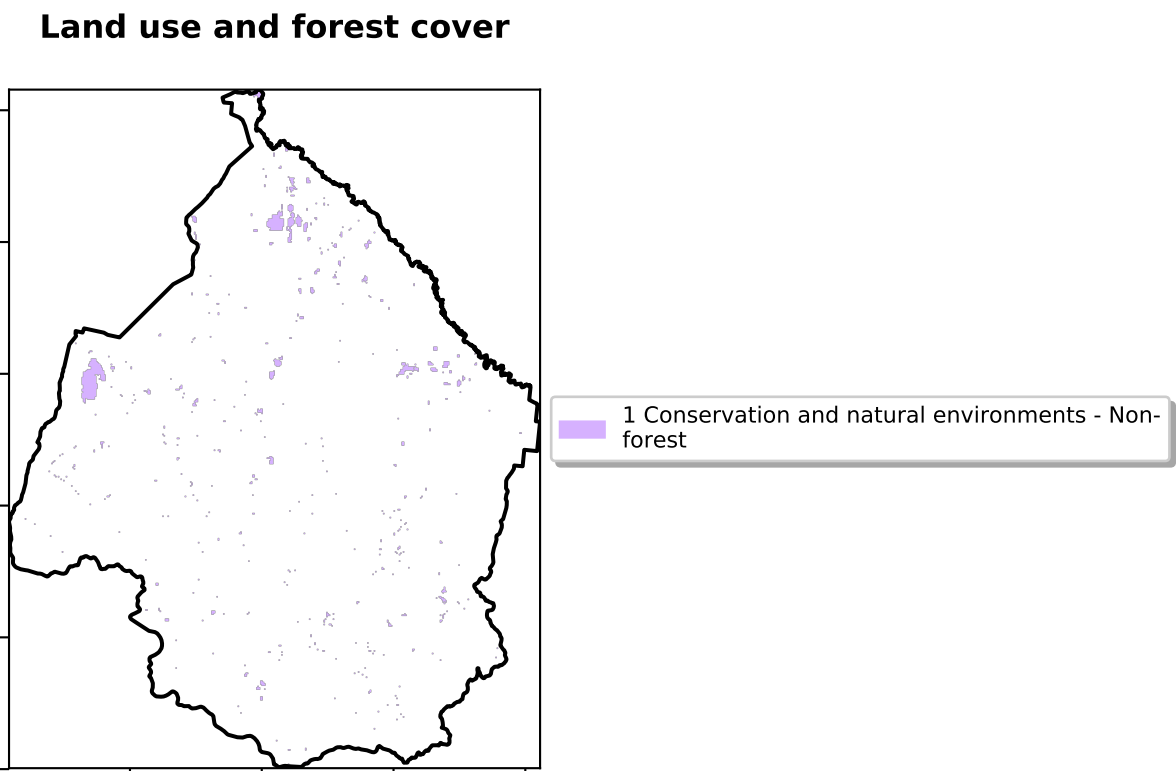 Land use and forest cover
1 Conservation and natural environments - Non-
forest